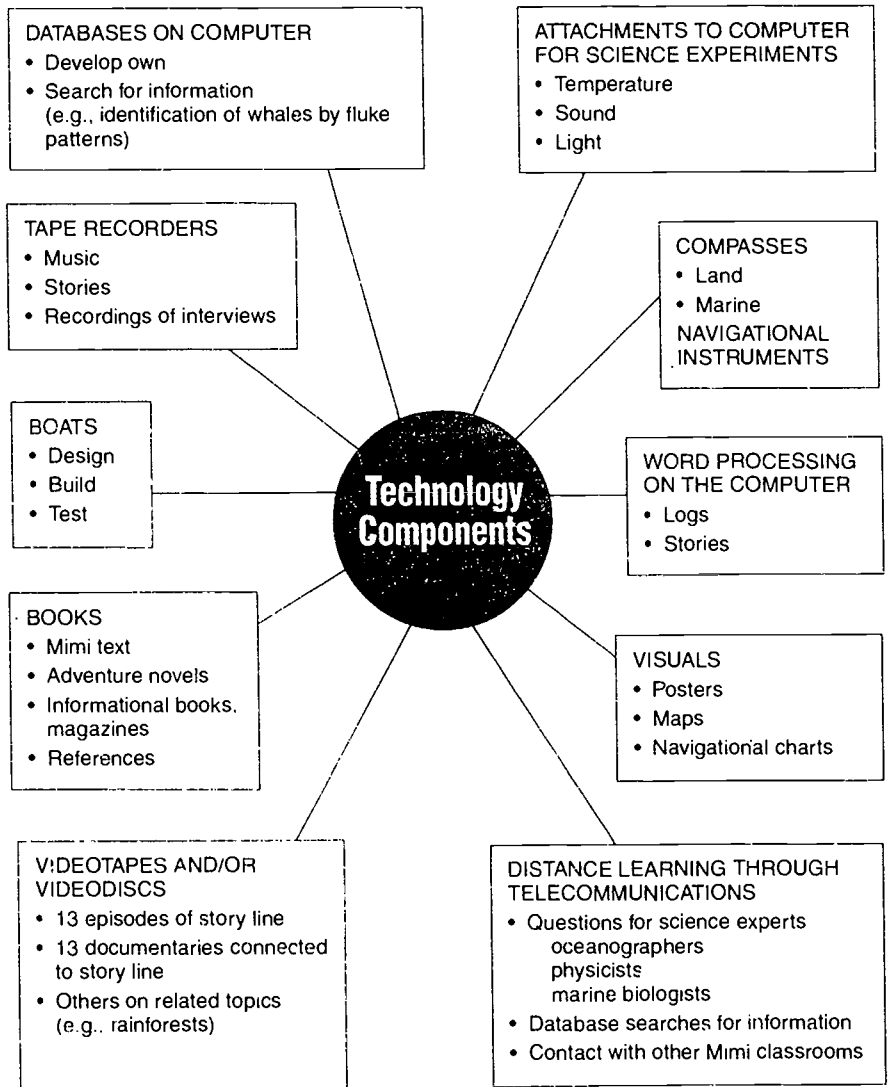 DATABASES ON COMPUTER
• Develop own
• Search for information
(e.g., identification of whales by fluke
patterns)
ATTACHMENTS TO COMPUTER
FOR SCIENCE EXPERIMENTS
• Temperature
• Sound
• Light
TAPE RECORDERS
• Music
• Stories
• Recordings of interviews
COMPASSES
• Land
• Marine
NAVIGATIONAL
INSTRUMENTS
BOATS
• Design
• Build
• Test
Technology
Components
WORD PROCESSING
ON THE COMPUTER
• Logs
• Stories
BOOKS
• Mimi text
• Adventure novels
• Informational books,
magazines
• References
VISUALS
• Posters
• Maps
• Navigational charts
VIDEOTAPES AND/OR
VIDEODISCS
• 13 episodes of story line
• 13 documentaries connected
to story line
• Others on related topics
(e.g., rainforests)
DISTANCE LEARNING THROUGH
TELECOMMUNICATIONS
• Questions for science experts
oceanographers
physicists
marine biologists
• Database searches for information
• Contact with other Mimi classrooms